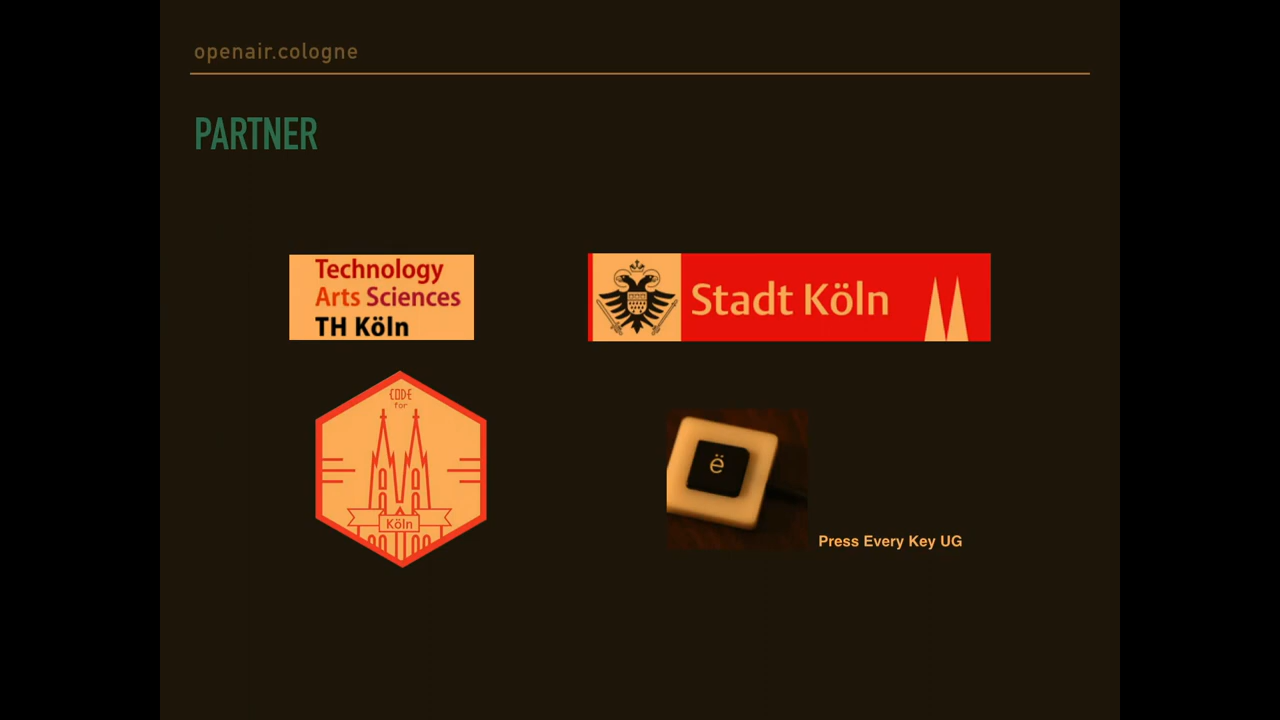 openair.cologne
PARTNER
Technology
Arts Sciences
TH Köln
Stadt Köln
CODE
for
Köln
ë
Press Every Key UG